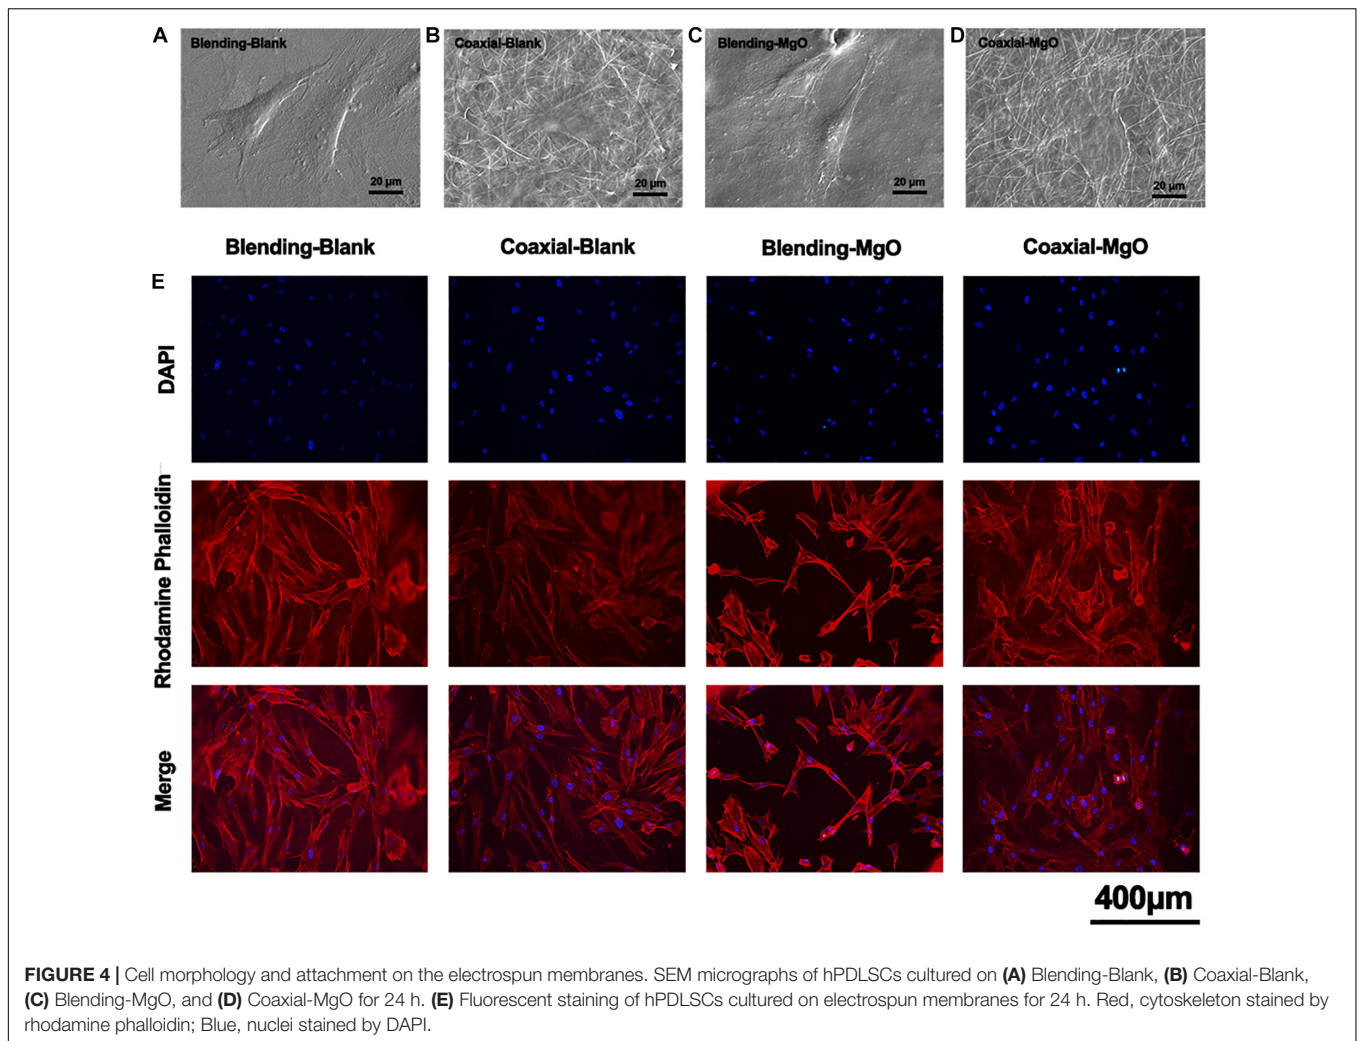 A Blending-Blank 20 µm B Coaxial-Blank 20 µm C Blending-MgO 20 µm D Coaxial-MgO 20 µm
Blending-Blank Coaxial-Blank Blending-MgO Coaxial-MgO
E
DAPI
Rhodamine Phalloidin
Merge
400µm
FIGURE 4 | Cell morphology and attachment on the electrospun membranes. SEM micrographs of hPDLSCs cultured on (A) Blending-Blank, (B) Coaxial-Blank,
(C) Blending-MgO, and (D) Coaxial-MgO for 24 h. (E) Fluorescent staining of hPDLSCs cultured on electrospun membranes for 24 h. Red, cytoskeleton stained by
rhodamine phalloidin; Blue, nuclei stained by DAPI.